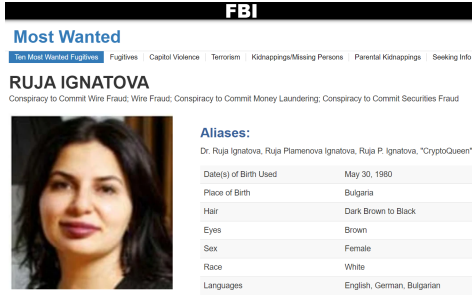 FBI
Most Wanted
Ten Most Wanted Fugitives Fugitives Capitol Violence Terrorism Kidnappings/Missing Persons Parental Kidnappings Seeking Info
RUJA IGNATOVA
Conspiracy to Commit Wire Fraud; Wire Fraud; Conspiracy to Commit Money Laundering; Conspiracy to Commit Securities Fraud
Aliases:
Dr. Ruja Ignatova, Ruja Plamenova Ignatova, Ruja P. Ignatova, "CryptoQueen"
Date(s) of Birth Used May 30, 1980
Place of Birth Bulgaria
Hair Dark Brown to Black
Eyes Brown
Sex Female
Race White
Languages English, German, Bulgarian